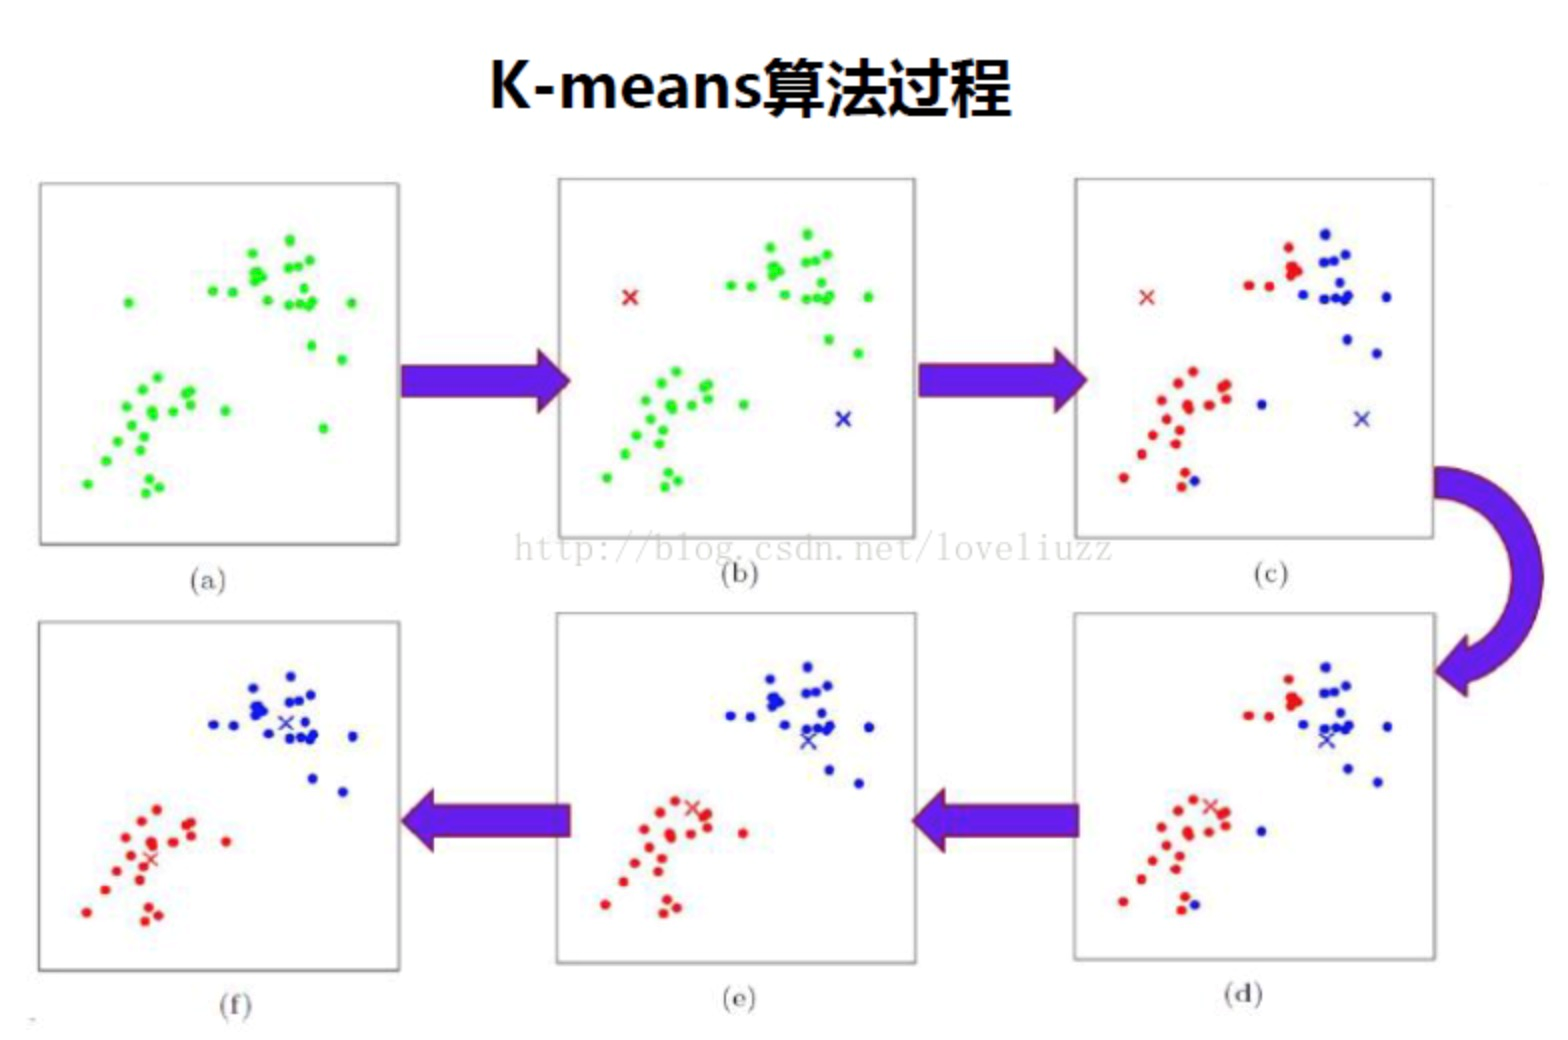 K-means算法过程
http://blog.csdn.net/loveliuzz
(a)
(b)
(c)
(f)
(e)
(d)